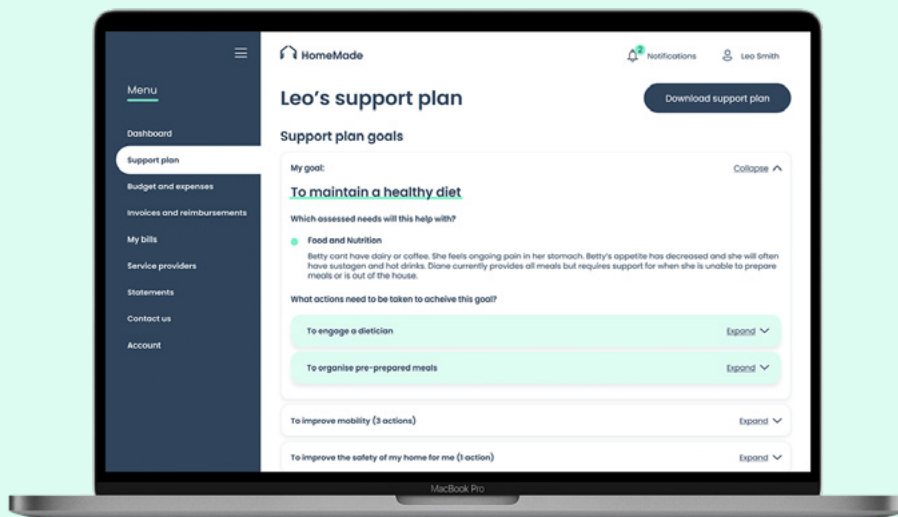 HomeMade
2 Notifications
Leo Smith
Menu
Leo's support plan
Download support plan
Dashboard
Support plan
Budget and expenses
Invoices and reimbursements
My bills
Service providers
Statements
Contact us
Account
Support plan goals
My goal:
Collapse
To maintain a healthy diet
Which assessed needs will this help with?
Food and Nutrition
Betty cant have dairy or coffee. She feels ongoing pain in her stomach. Betty's appetite has decreased and she will often
have sustagen and hot drinks. Diane currently provides all meals but requires support for when she is unable to prepare
meals or is out of the house.
What actions need to be taken to acheive this goal?
To engage a dietician
Expand
To organise pre-prepared meals
Expand
To improve mobility (3 actions)
Expand
To improve the safety of my home for me (1 action)
Expand
MacBook Pro